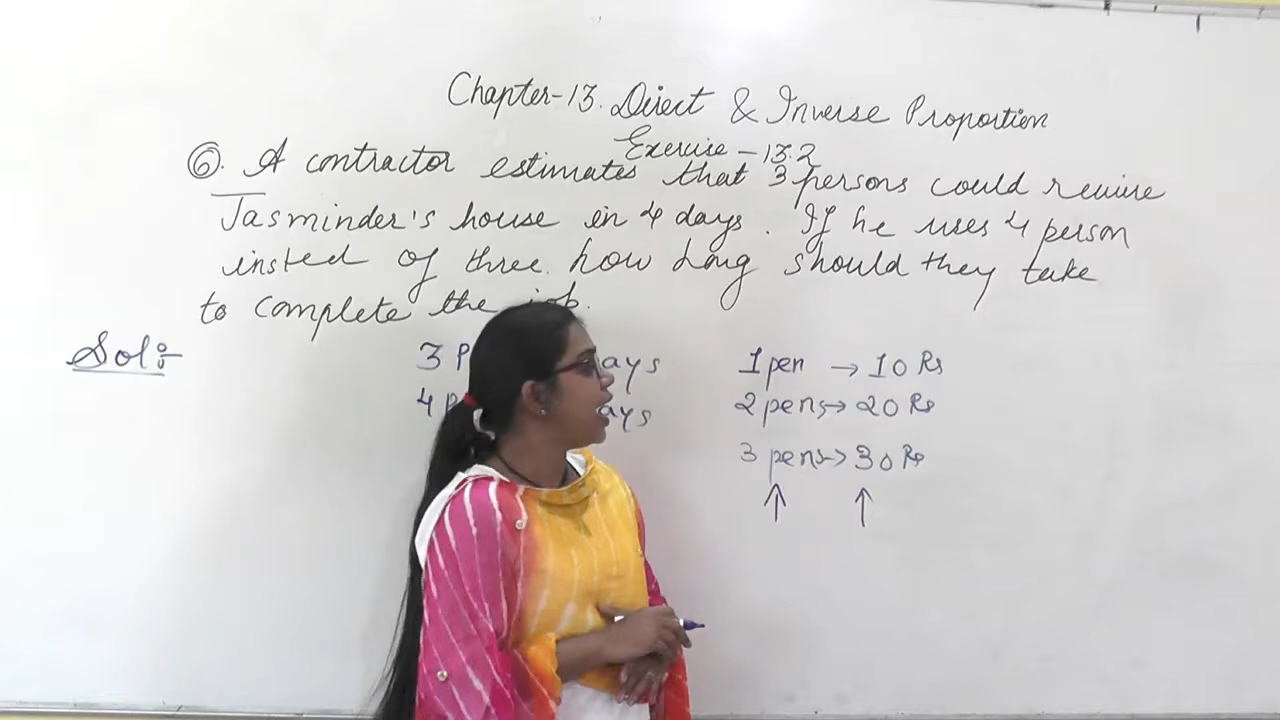 Chapter-13. Direct & Inverse Proportion
Exercise - 13.2
6. A contractor estimates that 3 persons could rewire
Jasminder's house in 4 days. If he uses 4 person
insted of three. how long should they take
to complete the job.
Sol:-
3 P ays
4 P ays
1 pen → 10 Rs
2 pens → 20 Rs
3 pens → 30 Rs
↑ ↑